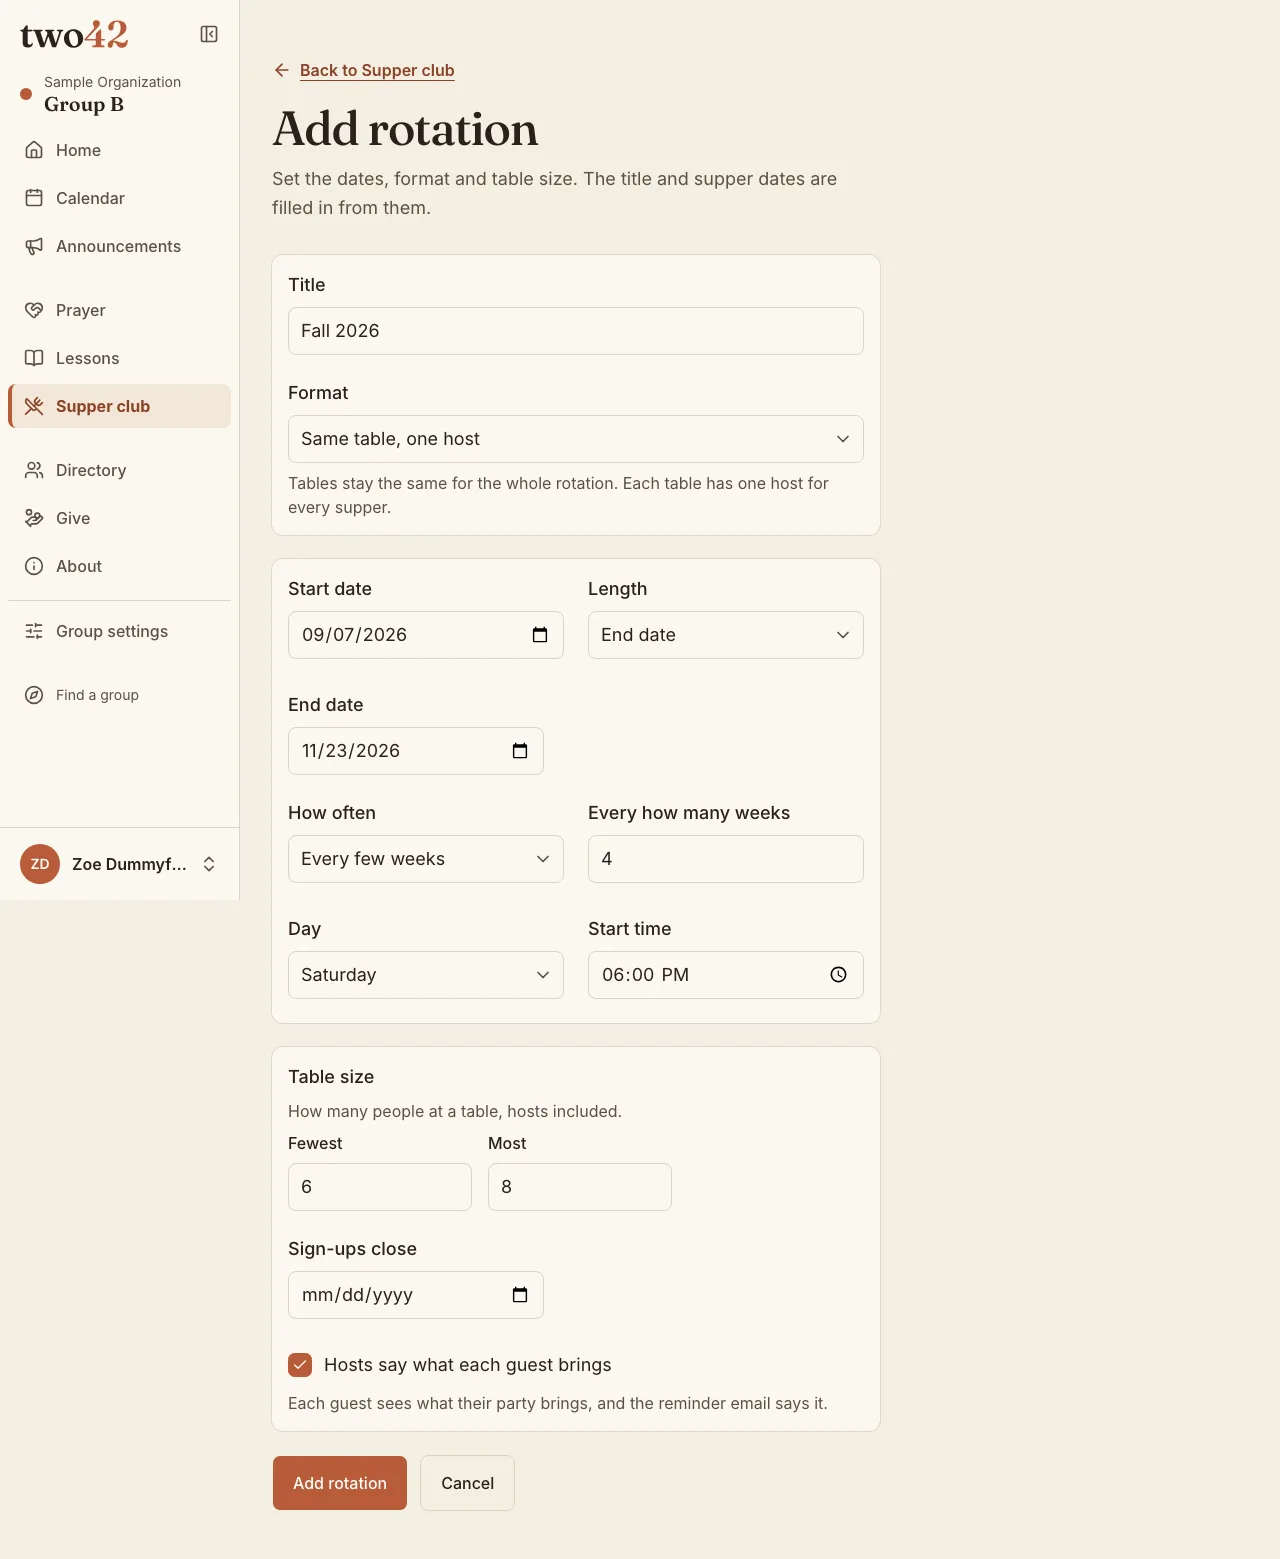 two42
Sample Organization
Group B
Home
Calendar
Announcements
Prayer
Lessons
Supper club
Directory
Give
About
Group settings
Find a group
ZD
Zoe Dummyf...
Back to Supper club
Add rotation
Set the dates, format and table size. The title and supper dates are
filled in from them.
Title
Fall 2026
Format
Same table, one host
Tables stay the same for the whole rotation. Each table has one host for
every supper.
Start date
Length
09/07/2026
End date
End date
11/23/2026
How often
Every how many weeks
Every few weeks
4
Day
Start time
Saturday
06:00 PM
Table size
How many people at a table, hosts included.
Fewest
Most
6
8
Sign-ups close
mm/dd/yyyy
Hosts say what each guest brings
Each guest sees what their party brings, and the reminder email says it.
Add rotation
Cancel